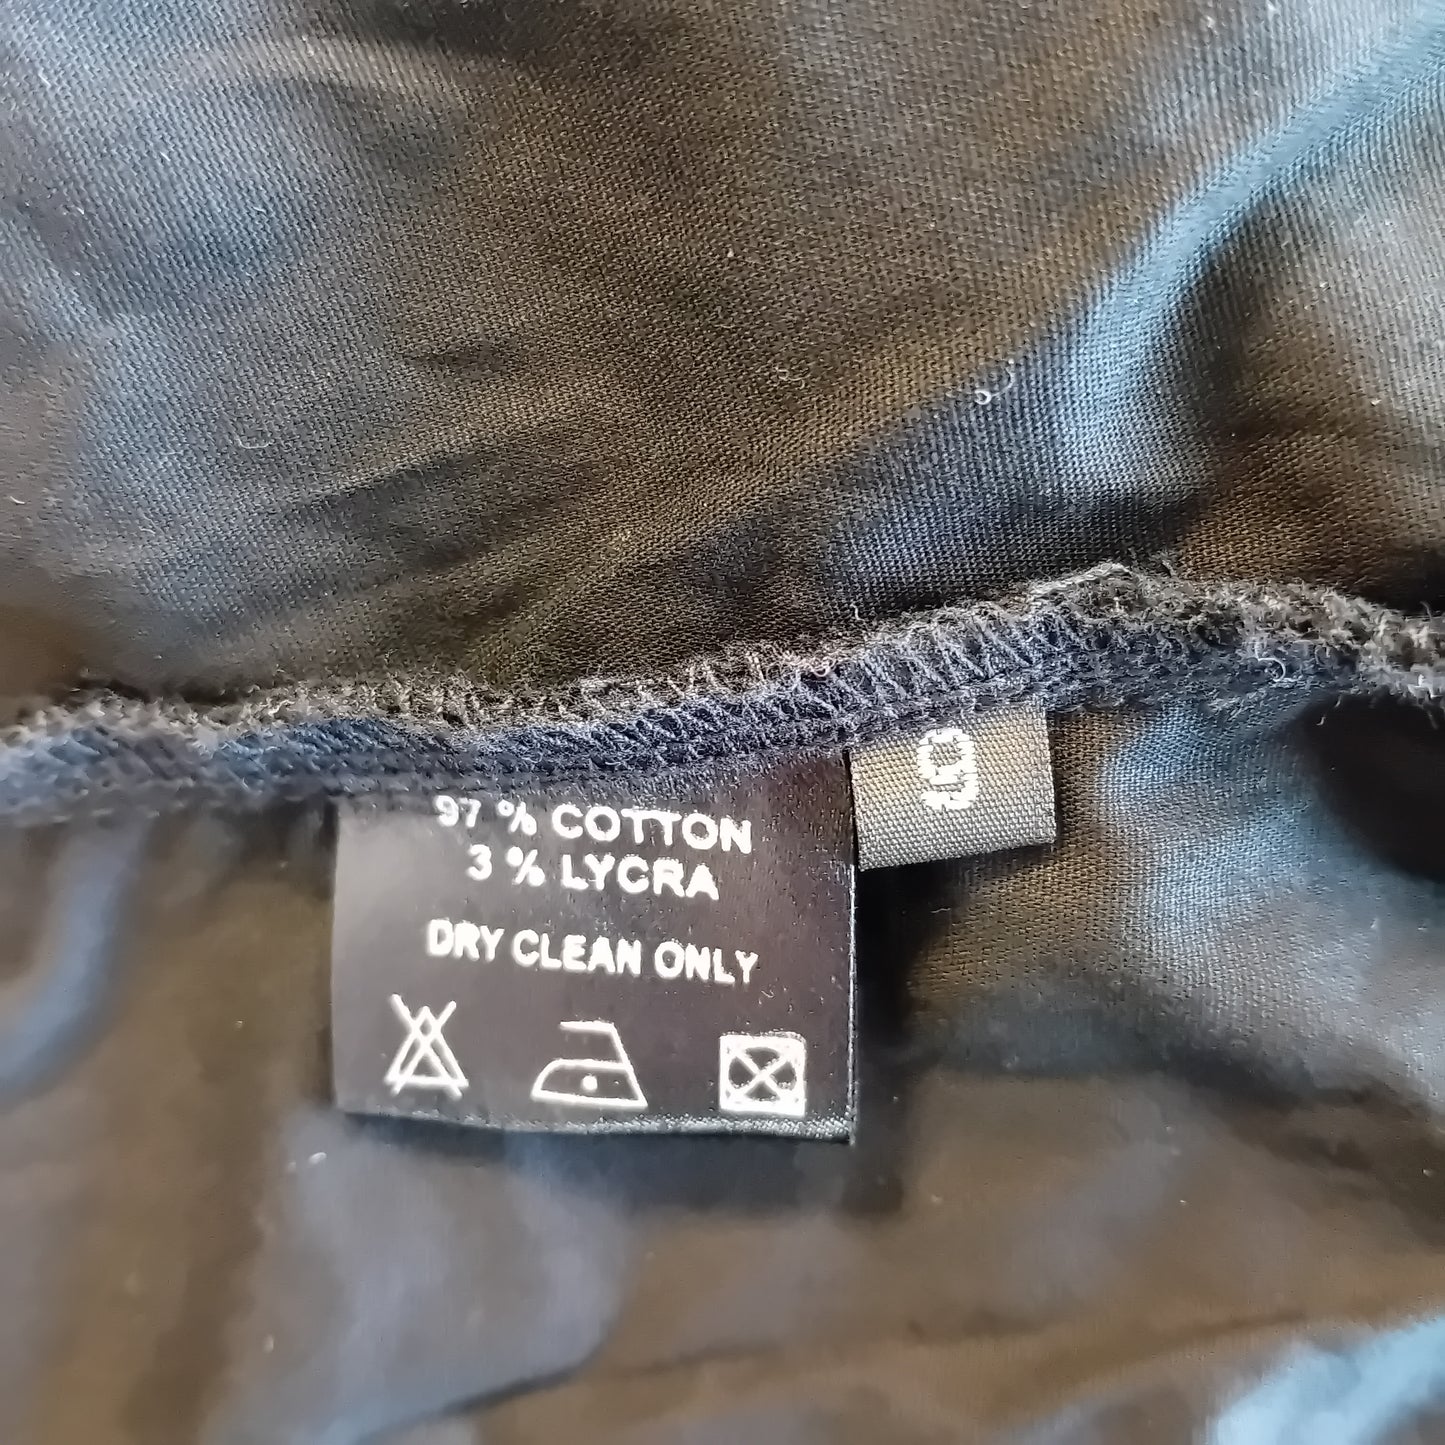 97 % COTTON
3 % LYCRA
DRY CLEAN ONLY